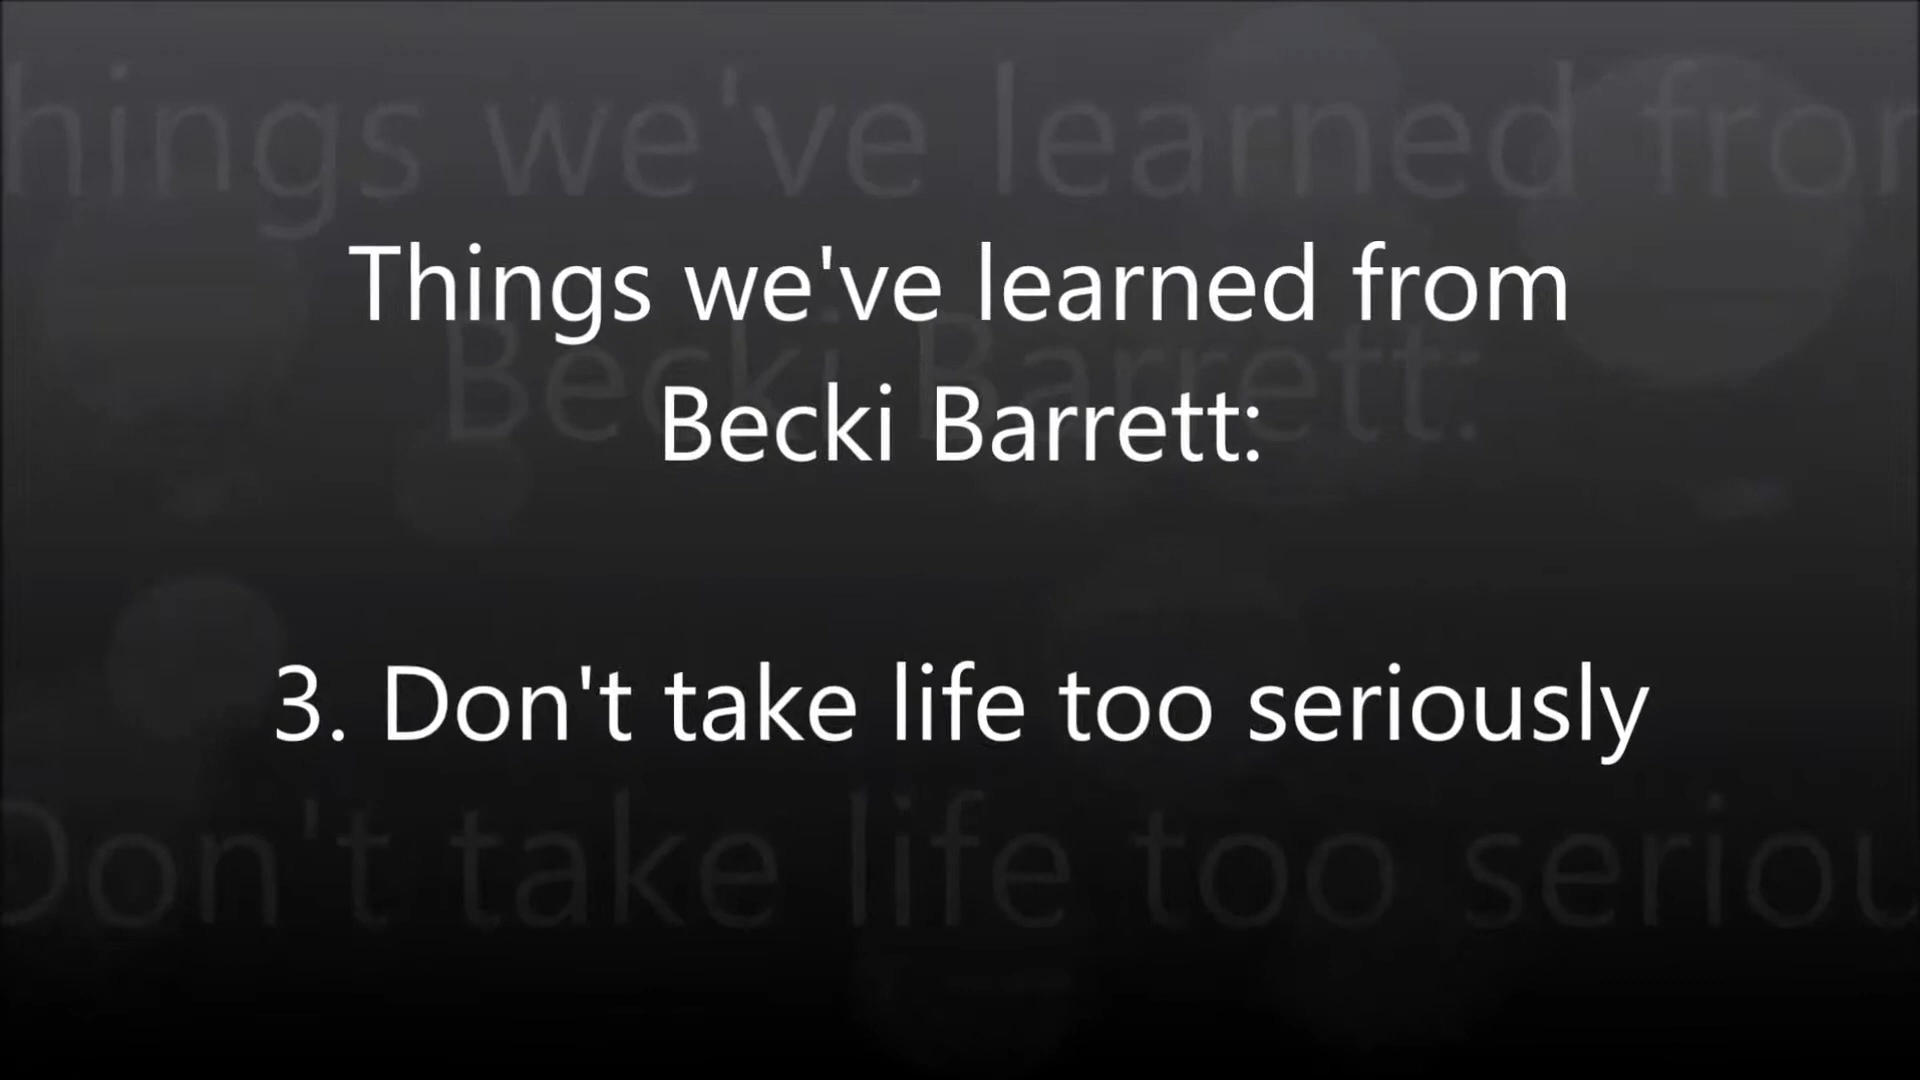 Things we've learned from
Becki Barrett:
3. Don't take life too seriously